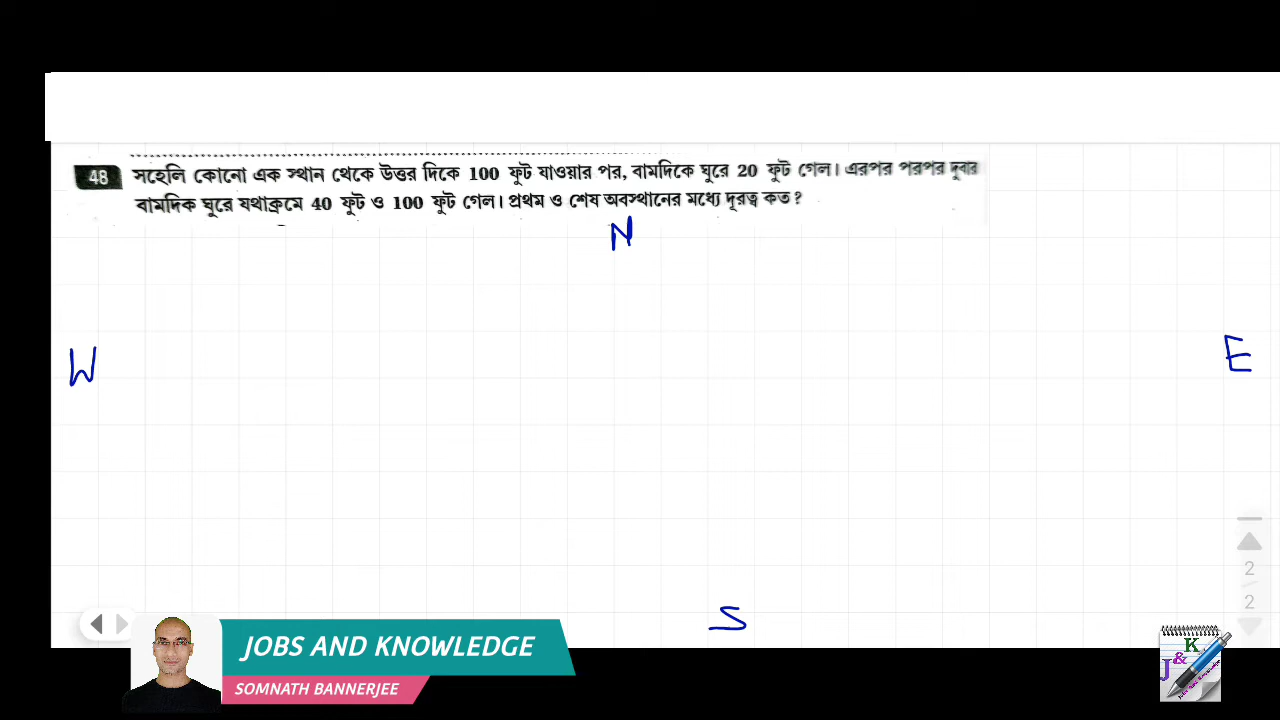 48 সহেলি কোনো এক স্থান থেকে উত্তর দিকে 100 ফুট যাওয়ার পর, বামদিকে ঘুরে 20 ফুট গেল। এরপর পরপর দুবার
বামদিক ঘুরে যথাক্রমে 40 ফুট ও 100 ফুট গেল। প্রথম ও শেষ অবস্থানের মধ্যে দূরত্ব কত?
N
W
E
S
2
2
J&K
JOBS AND KNOWLEDGE
SOMNATH BANNERJEE